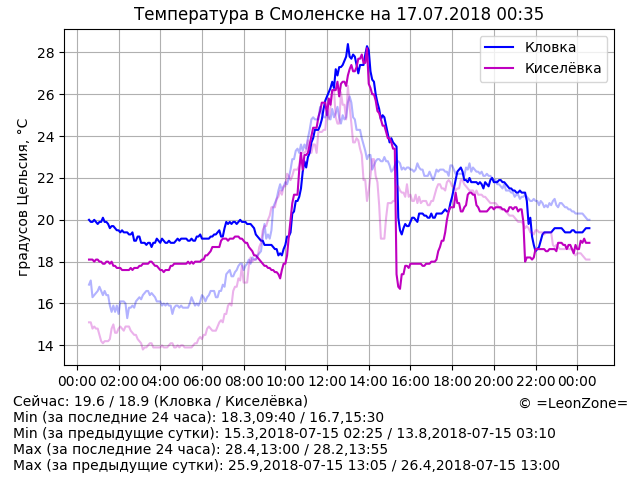 Температура в Смоленске на 17.07.2018 00:35
Кловка
Киселёвка
градусов Цельсия, °C
28
26
24
22
20
18
16
14
00:00 02:00 04:00 06:00 08:00 10:00 12:00 14:00 16:00 18:00 20:00 22:00 00:00
Сейчас: 19.6 / 18.9 (Кловка / Киселёвка)
© =LeonZone=
Min (за последние 24 часа): 18.3,09:40 / 16.7,15:30
Min (за предыдущие сутки): 15.3,2018-07-15 02:25 / 13.8,2018-07-15 03:10
Max (за последние 24 часа): 28.4,13:00 / 28.2,13:55
Max (за предыдущие сутки): 25.9,2018-07-15 13:05 / 26.4,2018-07-15 13:00